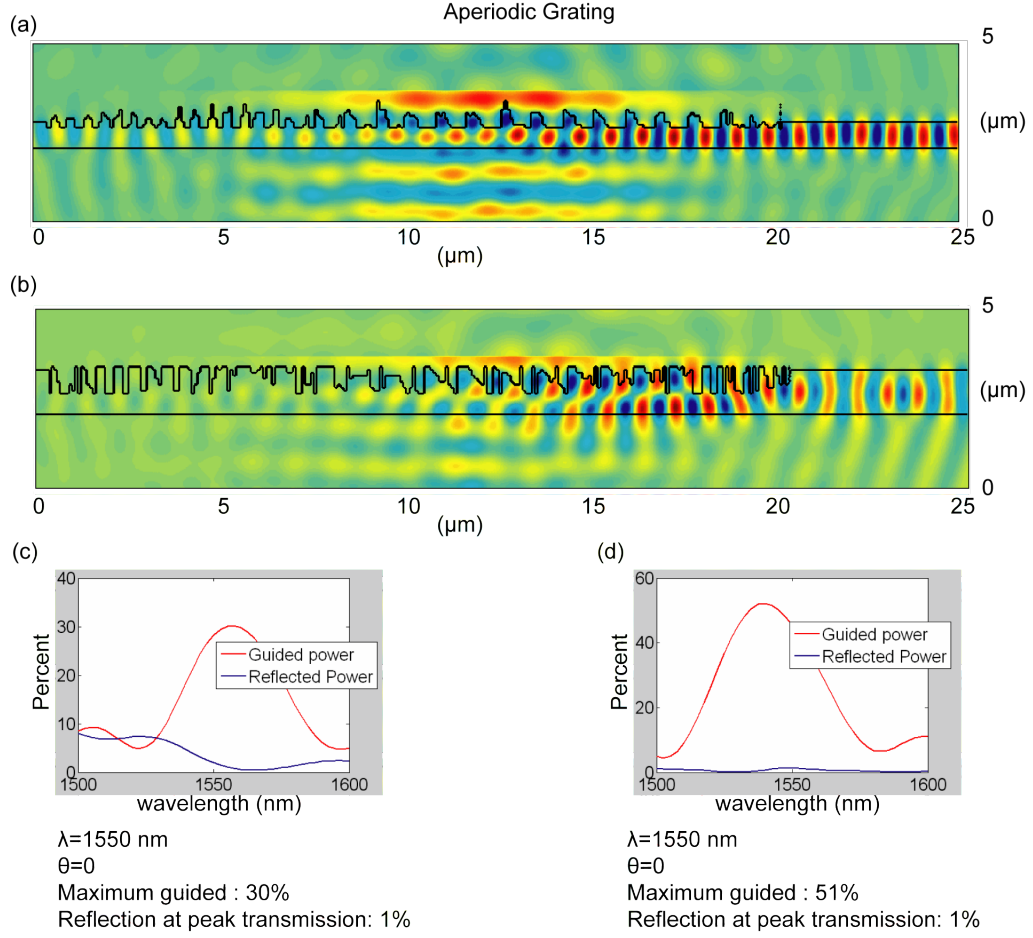 Aperiodic Grating
(a)
5
(µm)
0
0 5 10 15 20 25
(µm)
(b)
5
(µm)
0
0 5 10 15 20 25
(µm)
(c)
40
30
20
10
0
Percent
Guided power
Reflected Power
1500 1550 1600
wavelength (nm)
λ=1550 nm
θ=0
Maximum guided : 30%
Reflection at peak transmission: 1%
(d)
60
40
20
0
Percent
Guided power
Reflected Power
1500 1550 1600
wavelength (nm)
λ=1550 nm
θ=0
Maximum guided : 51%
Reflection at peak transmission: 1%